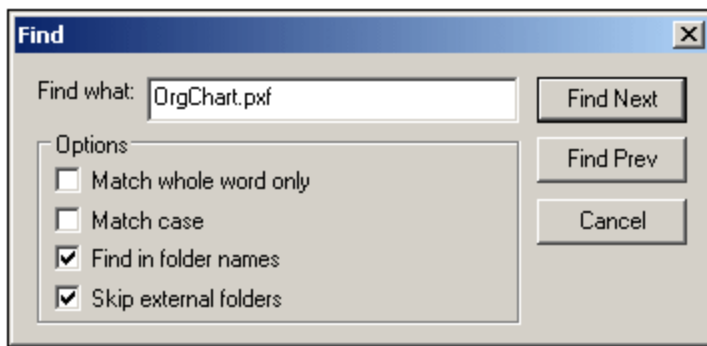 Find
Find what: OrgChart.pxf
Find Next
Options
Find Prev
Match whole word only
Match case
Cancel
Find in folder names
Skip external folders